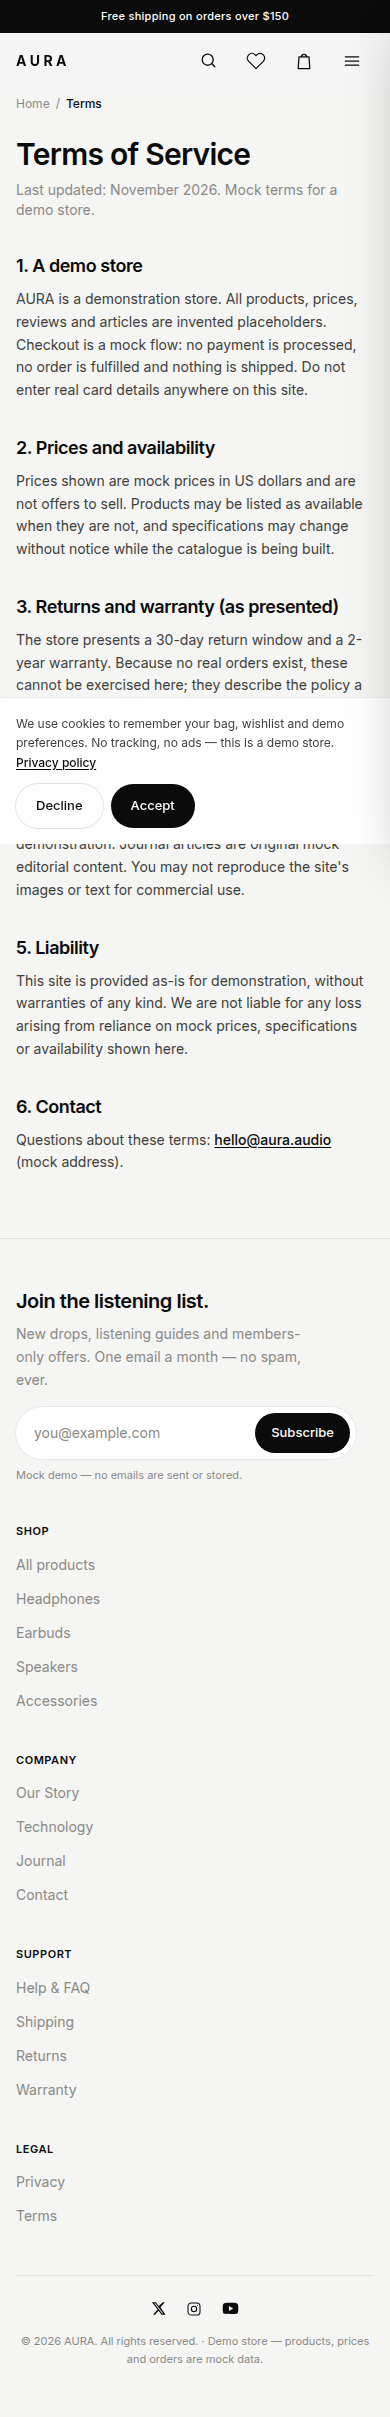 Free shipping on orders over $150
AURA
Home / Terms
Terms of Service
Last updated: November 2026. Mock terms for a
demo store.
1. A demo store
AURA is a demonstration store. All products, prices,
reviews and articles are invented placeholders.
Checkout is a mock flow: no payment is processed,
no order is fulfilled and nothing is shipped. Do not
enter real card details anywhere on this site.
2. Prices and availability
Prices shown are mock prices in US dollars and are
not offers to sell. Products may be listed as available
when they are not, and specifications may change
without notice while the catalogue is being built.
3. Returns and warranty (as presented)
The store presents a 30-day return window and a 2-
year warranty. Because no real orders exist, these
cannot be exercised here; they describe the policy a
We use cookies to remember your bag, wishlist and demo
preferences. No tracking, no ads — this is a demo store.
Privacy policy
Decline
Accept
demonstration. Journal articles are original mock
editorial content. You may not reproduce the site's
images or text for commercial use.
5. Liability
This site is provided as-is for demonstration, without
warranties of any kind. We are not liable for any loss
arising from reliance on mock prices, specifications
or availability shown here.
6. Contact
Questions about these terms: hello@aura.audio
(mock address).
Join the listening list.
New drops, listening guides and members-
only offers. One email a month — no spam,
ever.
you@example.com
Subscribe
Mock demo — no emails are sent or stored.
SHOP
All products
Headphones
Earbuds
Speakers
Accessories
COMPANY
Our Story
Technology
Journal
Contact
SUPPORT
Help & FAQ
Shipping
Returns
Warranty
LEGAL
Privacy
Terms
© 2026 AURA. All rights reserved. · Demo store — products, prices
and orders are mock data.